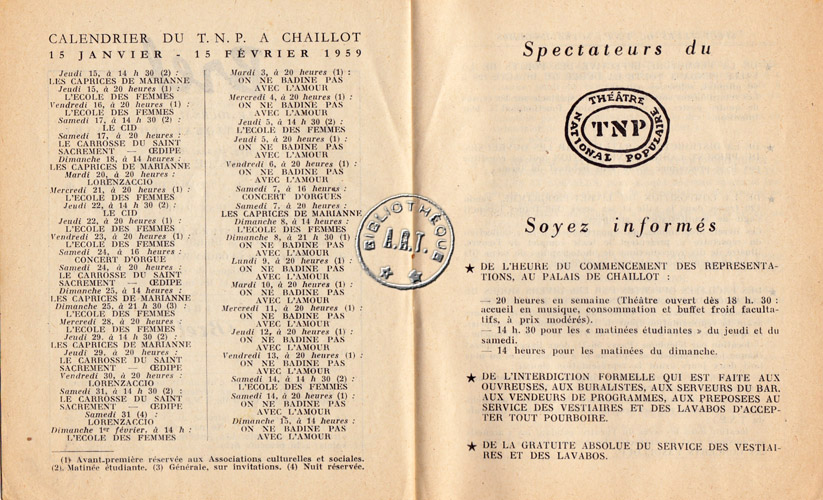 CALENDRIER DU T. N. P. A CHAILLOT
15 JANVIER - 15 FÉVRIER 1959
Jeudi 15, à 14 h 30 (2) :
LES CAPRICES DE MARIANNE
Jeudi 15, à 20 heures (1) :
L'ECOLE DES FEMMES
Vendredi 16, à 20 heures (1) :
L'ECOLE DES FEMMES
Samedi 17, à 14 h 30 (2) :
LE CID
Samedi 17, à 20 heures :
LE CARROSSE DU SAINT
SACREMENT — ŒDIPE
Dimanche 18, à 14 heures :
LES CAPRICES DE MARIANNE
Mardi 20, à 20 heures :
LORENZACCIO
Mercredi 21, à 20 heures (1) :
L'ECOLE DES FEMMES
Jeudi 22, à 14 h 30 (2) :
LE CID
Jeudi 22, à 20 heures (1) :
L'ECOLE DES FEMMES
Vendredi 23, à 20 heures (1) :
L'ECOLE DES FEMMES
Samedi 24, à 16 heures :
CONCERT D'ORGUE
Samedi 24, à 20 heures :
LE CARROSSE DU SAINT
SACREMENT — ŒDIPE
Dimanche 25, à 14 heures :
LES CAPRICES DE MARIANNE
Dimanche 25, à 21 h 30 (3) :
L'ECOLE DES FEMMES
Mercredi 28, à 20 heures :
L'ECOLE DES FEMMES
Jeudi 29, à 14 h 30 (2) :
LES CAPRICES DE MARIANNE
Jeudi 29, à 20 heures :
LE CARROSSE DU SAINT
SACREMENT — ŒDIPE
Vendredi 30, à 20 heures :
LORENZACCIO
Samedi 31, à 14 h 30 (2) :
LE CARROSSE DU SAINT
SACREMENT — ŒDIPE
Samedi 31 (4) :
LORENZACCIO
Dimanche 1er février, à 14 h :
L'ECOLE DES FEMMES
Mardi 3, à 20 heures (1) :
ON NE BADINE PAS
AVEC L'AMOUR
Mercredi 4, à 20 heures (1) :
ON NE BADINE PAS
AVEC L'AMOUR
Jeudi 5, à 14 h 30 (2) :
L'ECOLE DES FEMMES
Jeudi 5, à 20 heures (1) :
ON NE BADINE PAS
AVEC L'AMOUR
Vendredi 6, à 20 heures (1) :
ON NE BADINE PAS
AVEC L'AMOUR
Samedi 7, à 16 heures :
CONCERT D'ORGUES
Samedi 7, à 20 heures :
LES CAPRICES DE MARIANNE
Dimanche 8, à 14 heures :
L'ECOLE DES FEMMES
Dimanche 8, à 21 h 30 (1) :
ON NE BADINE PAS
AVEC L'AMOUR
Lundi 9, à 20 heures (1) :
ON NE BADINE PAS
AVEC L'AMOUR
Mardi 10, à 20 heures (1) :
ON NE BADINE PAS
AVEC L'AMOUR
Mercredi 11, à 20 heures (1) :
ON NE BADINE PAS
AVEC L'AMOUR
Jeudi 12, à 20 heures (1) :
ON NE BADINE PAS
AVEC L'AMOUR
Vendredi 13, à 20 heures (1) :
ON NE BADINE PAS
AVEC L'AMOUR
Samedi 14, à 14 heures (2) :
L'ECOLE DES FEMMES
Samedi 14, à 20 heures (1) :
ON NE BADINE PAS
AVEC L'AMOUR
Dimanche 15, à 14 heures :
ON NE BADINE PAS
AVEC L'AMOUR
(1) Avant-première réservée aux Associations culturelles et sociales.
(2) Matinée étudiante. (3) Générale, sur invitations. (4) Nuit réservée.
BIBLIOTHÈQUE
A.R.T.
Spectateurs du
THÉÂTRE
TNP
NATIONAL POPULAIRE
Soyez informés
★ DE L'HEURE DU COMMENCEMENT DES REPRESENTA-
TIONS, AU PALAIS DE CHAILLOT :
— 20 heures en semaine (Théâtre ouvert dès 18 h. 30 :
accueil en musique, consommation et buffet froid faculta-
tifs, à prix modérés).
— 14 h. 30 pour les « matinées étudiantes » du jeudi et du
samedi.
— 14 heures pour les matinées du dimanche.
★ DE L'INTERDICTION FORMELLE QUI EST FAITE AUX
OUVREUSES, AUX BURALISTES, AUX SERVEURS DU BAR,
AUX VENDEURS DE PROGRAMMES, AUX PREPOSEES AU
SERVICE DES VESTIAIRES ET DES LAVABOS D'ACCEP-
TER TOUT POURBOIRE.
★ DE LA GRATUITE ABSOLUE DU SERVICE DES VESTIAI-
RES ET DES LAVABOS.